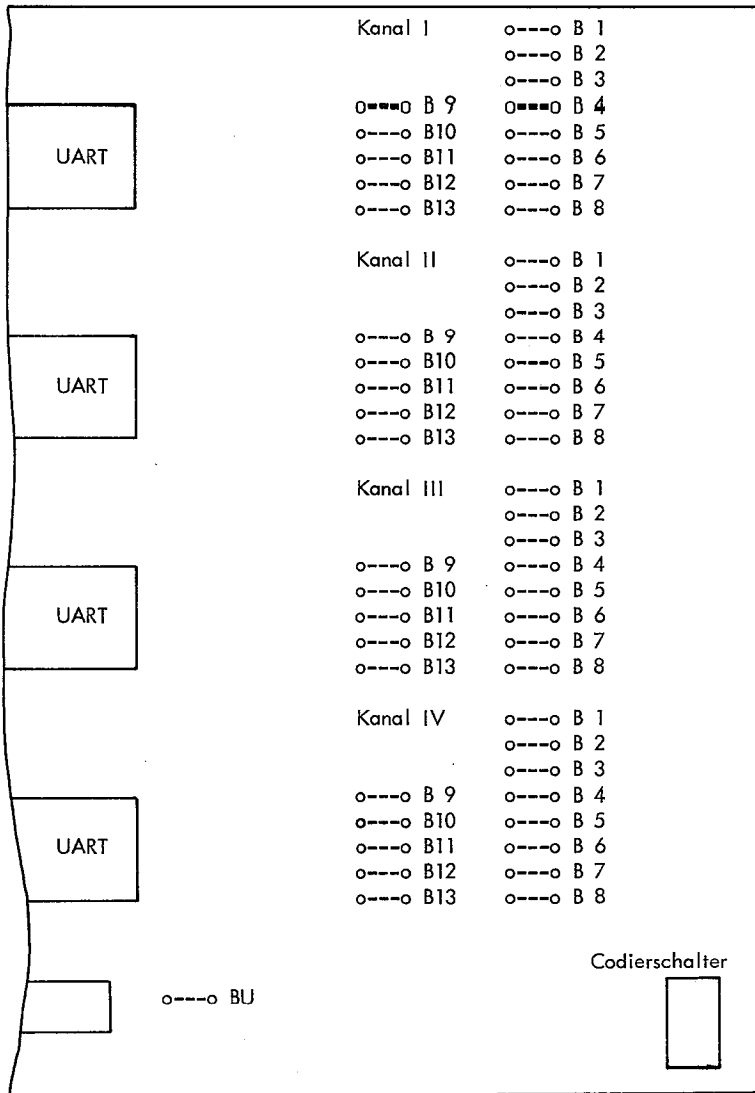 Kanal I B 1
B 2
B 3
B 9 B 4
B10 B 5
UART B11 B 6
B12 B 7
B13 B 8
Kanal II B 1
B 2
B 3
B 9 B 4
B10 B 5
UART B11 B 6
B12 B 7
B13 B 8
Kanal III B 1
B 2
B 3
B 9 B 4
B10 B 5
UART B11 B 6
B12 B 7
B13 B 8
Kanal IV B 1
B 2
B 3
B 9 B 4
B10 B 5
UART B11 B 6
B12 B 7
B13 B 8
Codierschalter
BU